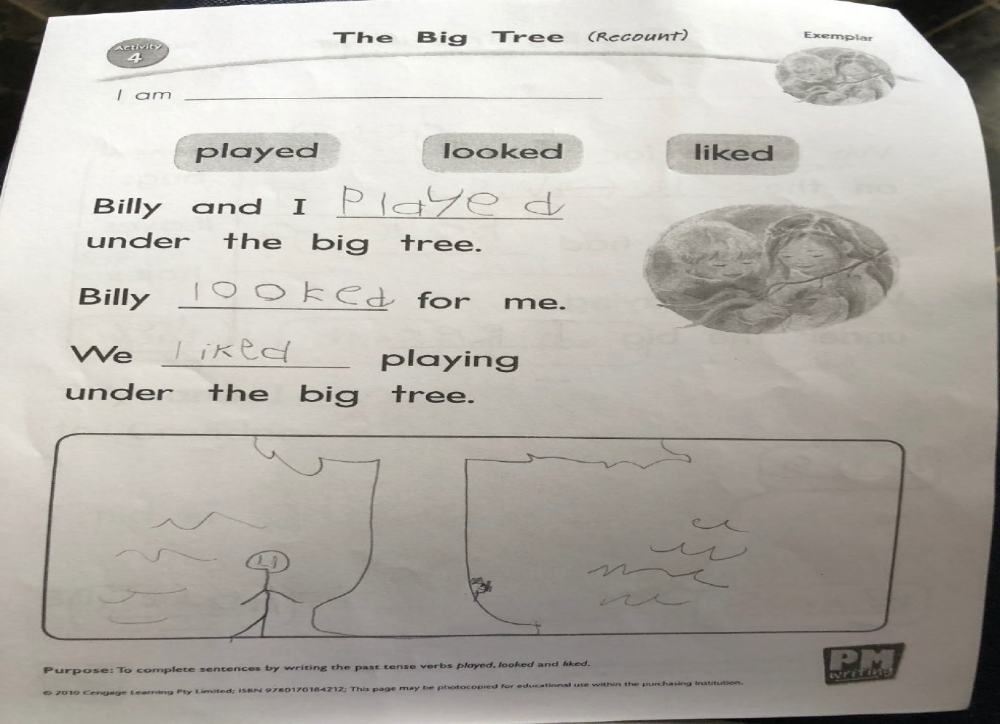 The Big Tree (Recount)
Exemplar
Activity
4
I am
played looked liked
Billy and I Played
under the big tree.
Billy looked for me.
We liked playing
under the big tree.
Purpose: To complete sentences by writing the past tense verbs played, looked and liked.
© 2010 Cengage Learning Pty Limited; ISBN 9780170184212; This page may be photocopied for educational use within the purchasing institution.
PM
writing